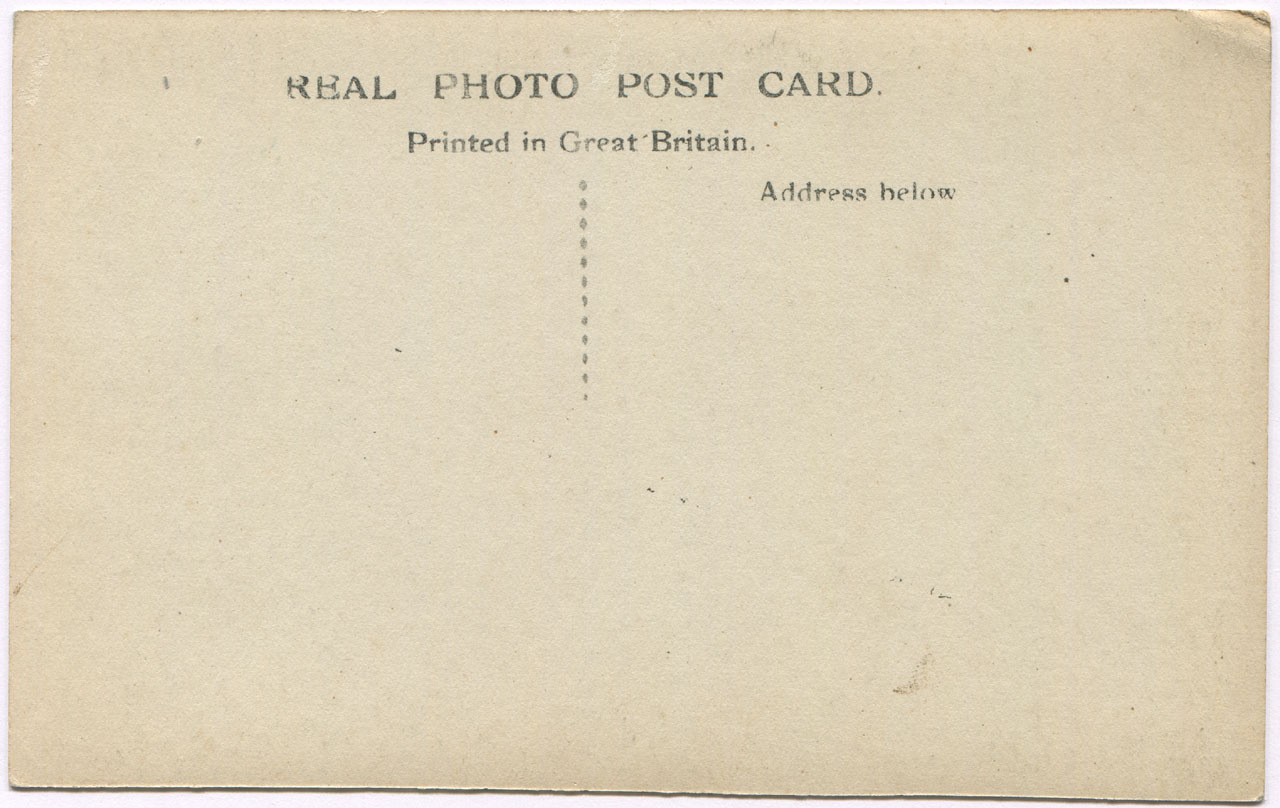 REAL PHOTO POST CARD.
Printed in Great Britain.
Address below